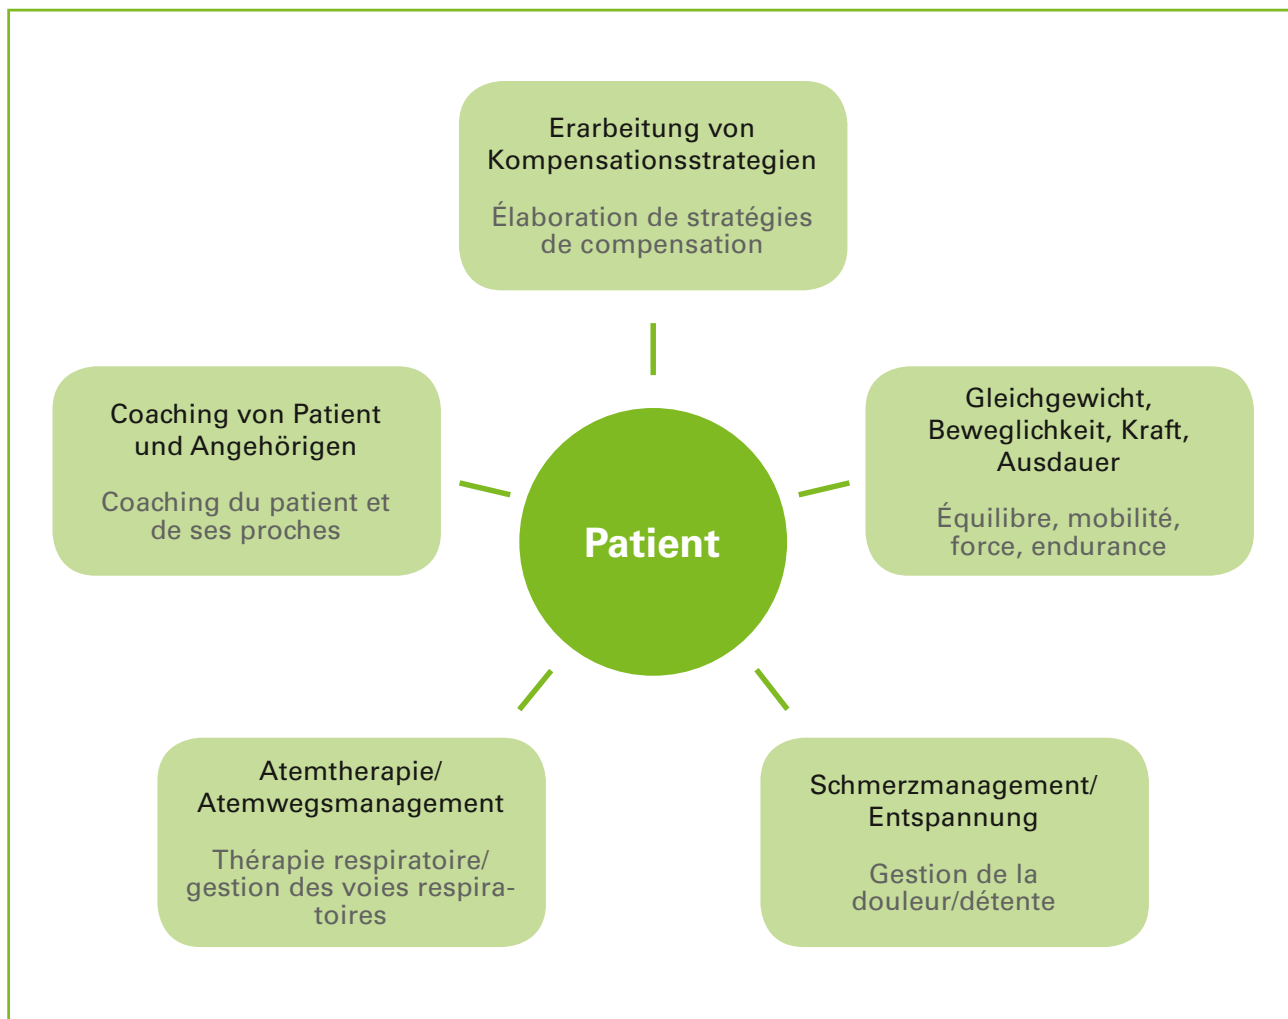 Erarbeitung von
Kompensationsstrategien
Élaboration de stratégies
de compensation
Coaching von Patient
und Angehörigen
Coaching du patient et
de ses proches
Gleichgewicht,
Beweglichkeit, Kraft,
Ausdauer
Équilibre, mobilité,
force, endurance
Patient
Atemtherapie/
Atemwegsmanagement
Thérapie respiratoire/
gestion des voies respira-
toires
Schmerzmanagement/
Entspannung
Gestion de la
douleur/détente